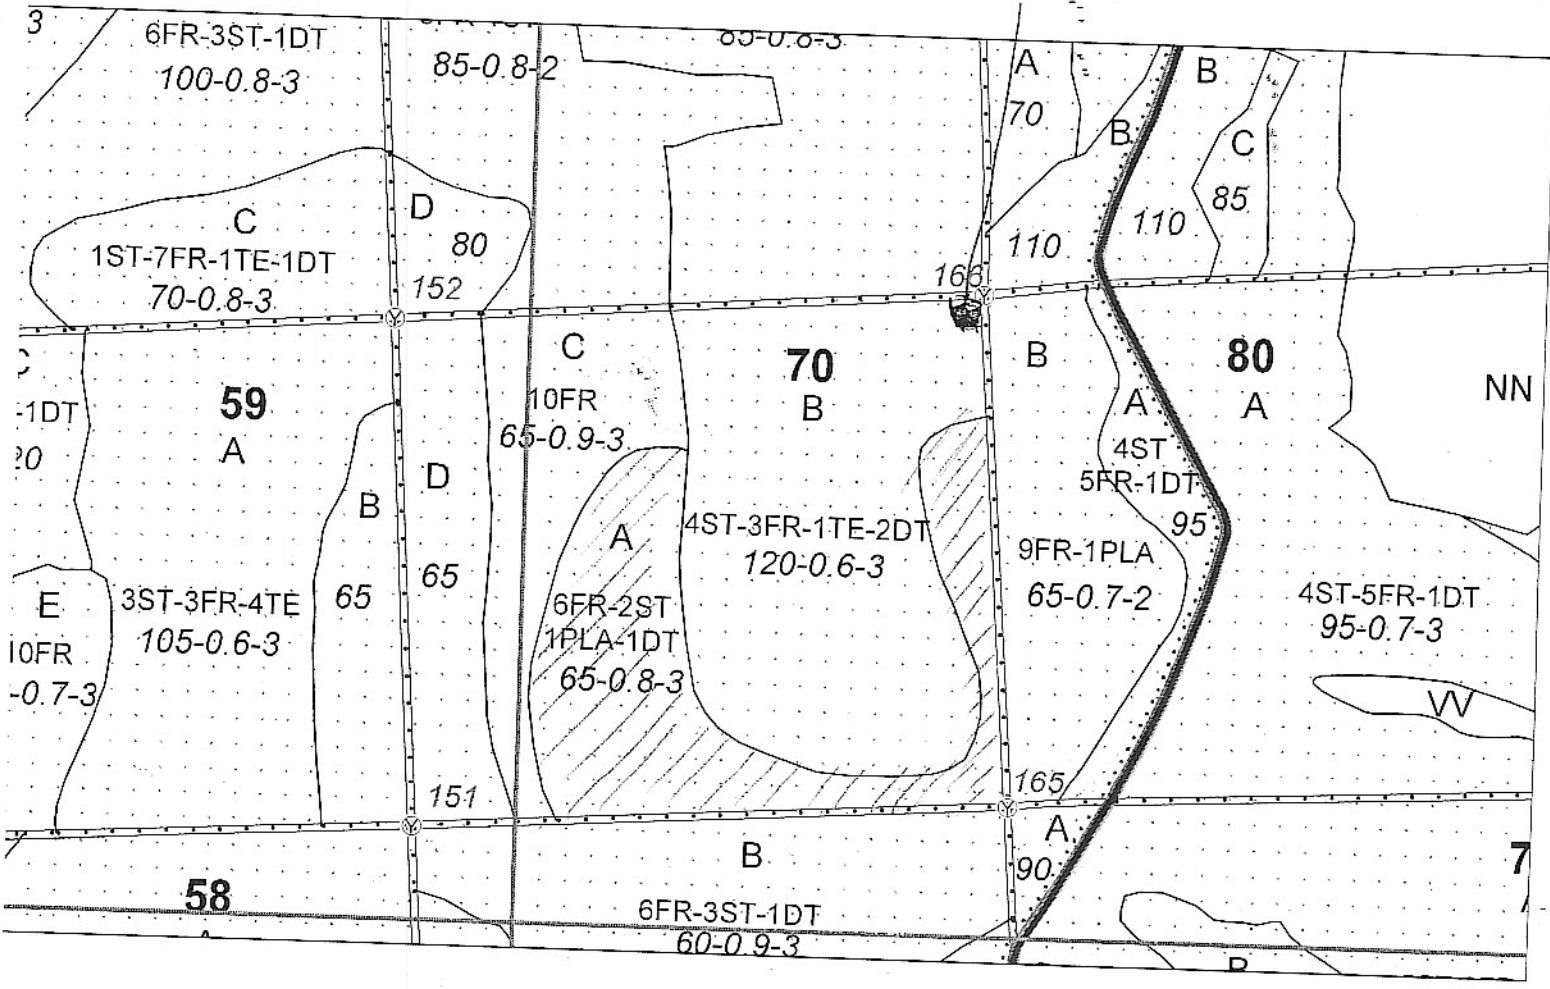 3
6FR-3ST-1DT
100-0.8-3
85-0.8-2
85-0.8-3
A
70
B
B
C
85
110
110
C
1ST-7FR-1TE-1DT
70-0.8-3
D
80
152
166
59
A
3ST-3FR-4TE
105-0.6-3
B
65
D
65
C
10FR
65-0.9-3
A
6FR-2ST
1PLA-1DT
65-0.8-3
70
B
4ST-3FR-1TE-2DT
120-0.6-3
B
9FR-1PLA
65-0.7-2
A
4ST
5FR-1DT
95
80
A
4ST-5FR-1DT
95-0.7-3
NN
VV
-1DT
20
E
10FR
-0.7-3
151
165
58
B
6FR-3ST-1DT
60-0.9-3
A
90
7